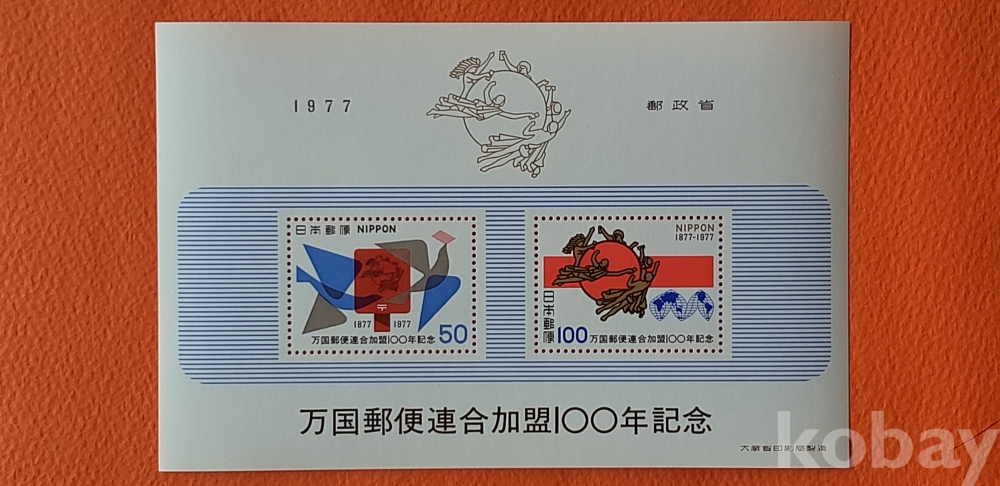 1977
郵政省
日本郵便 NIPPON
〒
1877 1977
万国郵便連合加盟100年記念 50
NIPPON
1877-1977
日本郵便
100 万国郵便連合加盟100年記念
万国郵便連合加盟100年記念
大蔵省印刷局製造
kobay